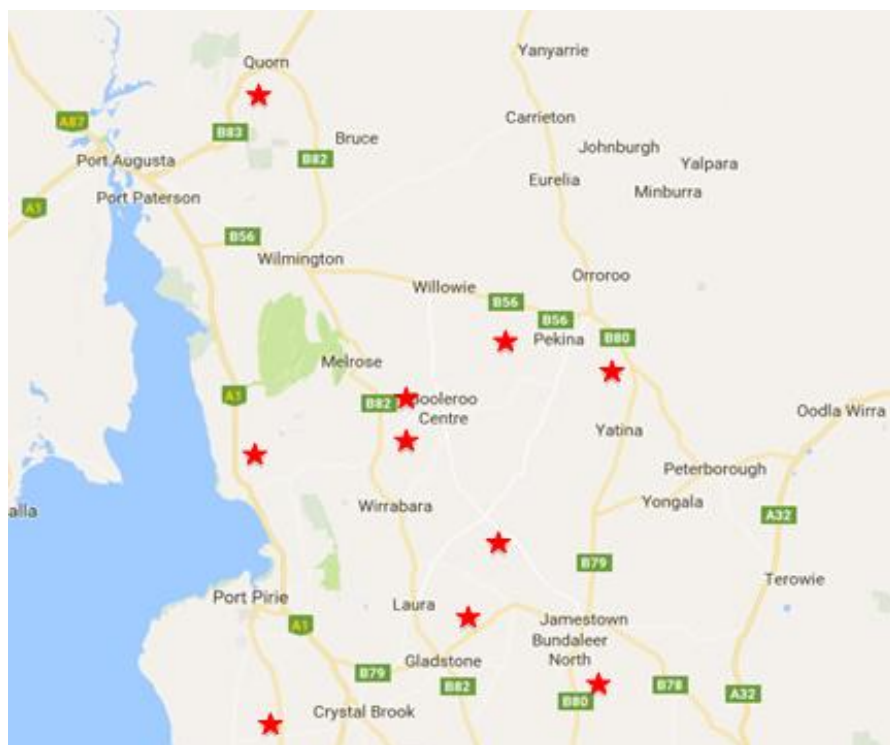 Quorn
Yanyarrie
A87
B83
Bruce
Carrieton
Port Augusta
B82
Johnburgh
Yalpara
Eurelia
Minburra
Port Paterson
A1
B56
Wilmington
Orroroo
Willowie
B56
B56
B80
Pekina
Melrose
A1
B82
Booleroo
Centre
Oodla Wirra
Yatina
Peterborough
Yongala
alla
Wirrabara
A32
B79
Terowie
Port Pirie
Laura
A1
Jamestown
Bundaleer
North
Gladstone
B79
B82
B80
B78
A32
Crystal Brook